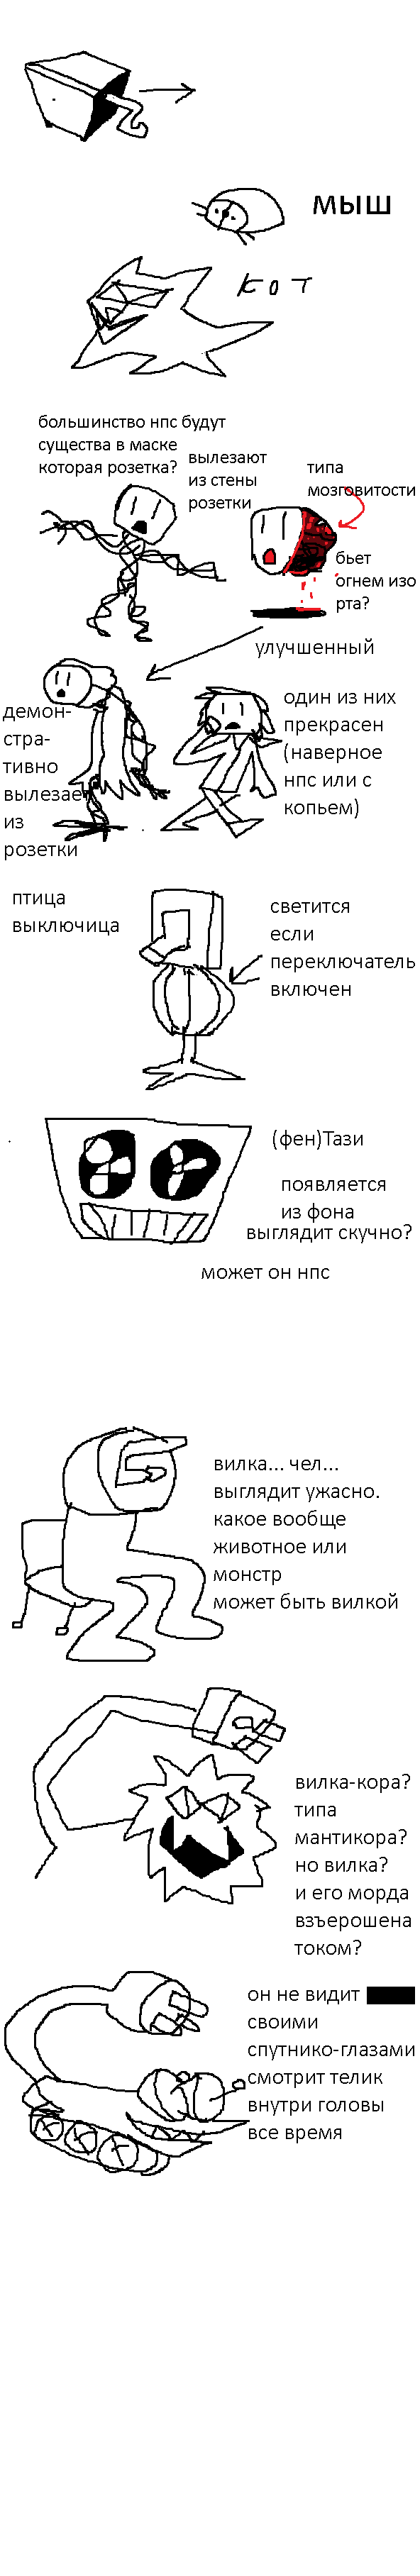 МЫШ
КОТ
большинство нпс будут
существа в маске
которая розетка?
вылезают
из стены
розетки
типа
мозговитости
бьет
огнем изо
рта?
улучшенный
демон-
стра-
тивно
вылезает
из
розетки
один из них
прекрасен
(наверное
нпс или с
копьем)
птица
выключица
светится
если
переключатель
включен
(фен)Тази
появляется
из фона
выглядит скучно?
может он нпс
вилка... чел...
выглядит ужасно.
какое вообще
животное или
монстр
может быть вилкой
вилка-кора?
типа
мантикора?
но вилка?
и его морда
взъерошена
током?
он не видит
своими
спутнико-глазами
смотрит телик
внутри головы
все время